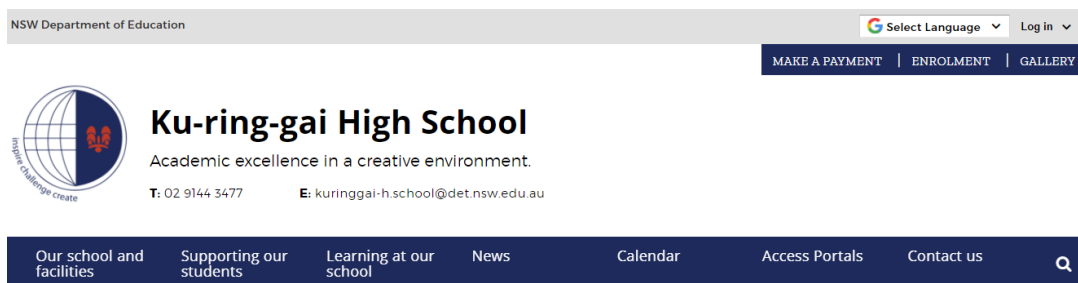 NSW Department of Education
Select Language
Log in
MAKE A PAYMENT | ENROLMENT | GALLERY
inspire challenge create
Ku-ring-gai High School
Academic excellence in a creative environment.
T: 02 9144 3477 E: kuringgai-h.school@det.nsw.edu.au
Our school and facilities
Supporting our students
Learning at our school
News
Calendar
Access Portals
Contact us